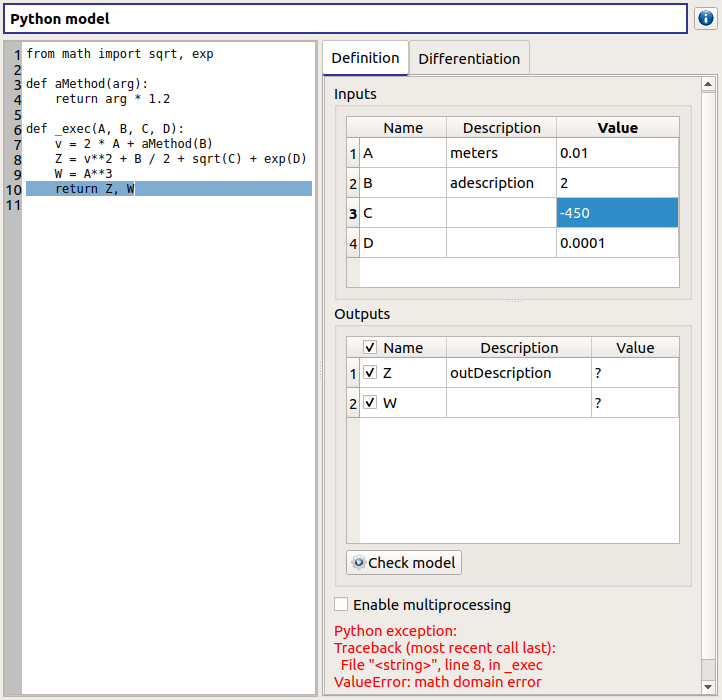 Python model
1 from math import sqrt, exp
2
3 def aMethod(arg):
4     return arg * 1.2
5
6 def _exec(A, B, C, D):
7     v = 2 * A + aMethod(B)
8     Z = v**2 + B / 2 + sqrt(C) + exp(D)
9     W = A**3
10     return Z, W
11
Definition Differentiation
Inputs
Name Description Value
1 A meters 0.01
2 B adescription 2
3 C -450
4 D 0.0001
Outputs
Name Description Value
1 Z outDescription ?
2 W ?
Check model
Enable multiprocessing
Python exception:
Traceback (most recent call last):
  File "<string>", line 8, in _exec
ValueError: math domain error